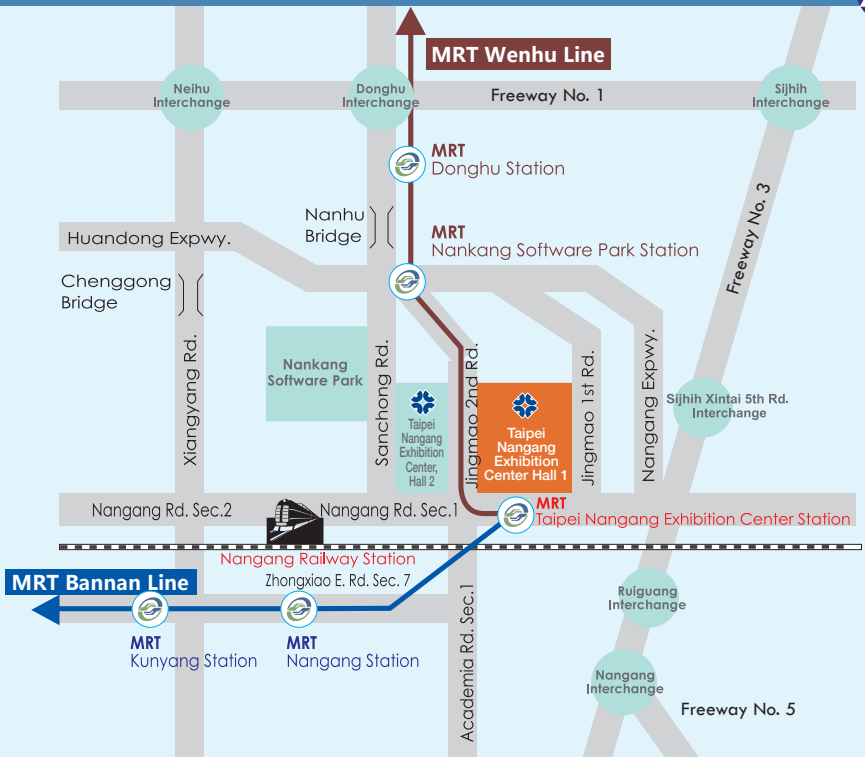 MRT Wenhu Line
Neihu
Interchange
Donghu
Interchange
Freeway No. 1
Sijhih
Interchange
MRT
Donghu Station
Freeway No. 3
Nanhu
Bridge
Huandong Expwy.
MRT
Nankang Software Park Station
Chenggong
Bridge
Xiangyang Rd.
Nankang
Software Park
Sanchong Rd.
Taipei
Nangang
Exhibition
Center,
Hall 2
Jingmao 2nd Rd.
Taipei
Nangang
Exhibition
Center Hall 1
Jingmao 1st Rd.
Nangang Expwy.
Sijhih Xintai 5th Rd.
Interchange
Nangang Rd. Sec.2
Nangang Rd. Sec.1
MRT
Taipei Nangang Exhibition Center Station
Nangang Railway Station
MRT Bannan Line
Zhongxiao E. Rd. Sec. 7
MRT
Kunyang Station
MRT
Nangang Station
Academia Rd. Sec.1
Ruiguang
Interchange
Nangang
Interchange
Freeway No. 5